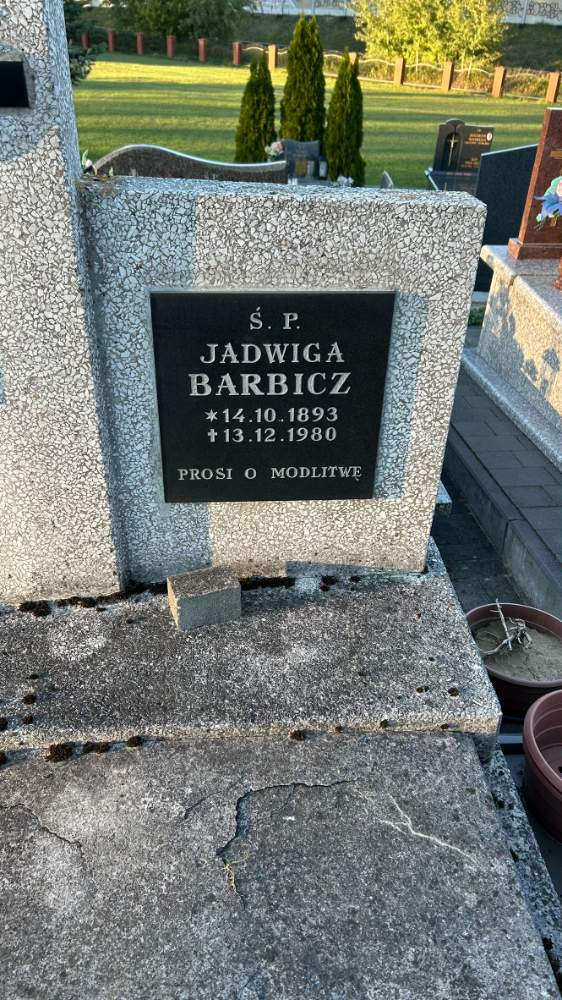 Ś. P.
JADWIGA
BARBICZ
*14.10.1893
✝13.12.1980
PROSI O MODLITWĘ